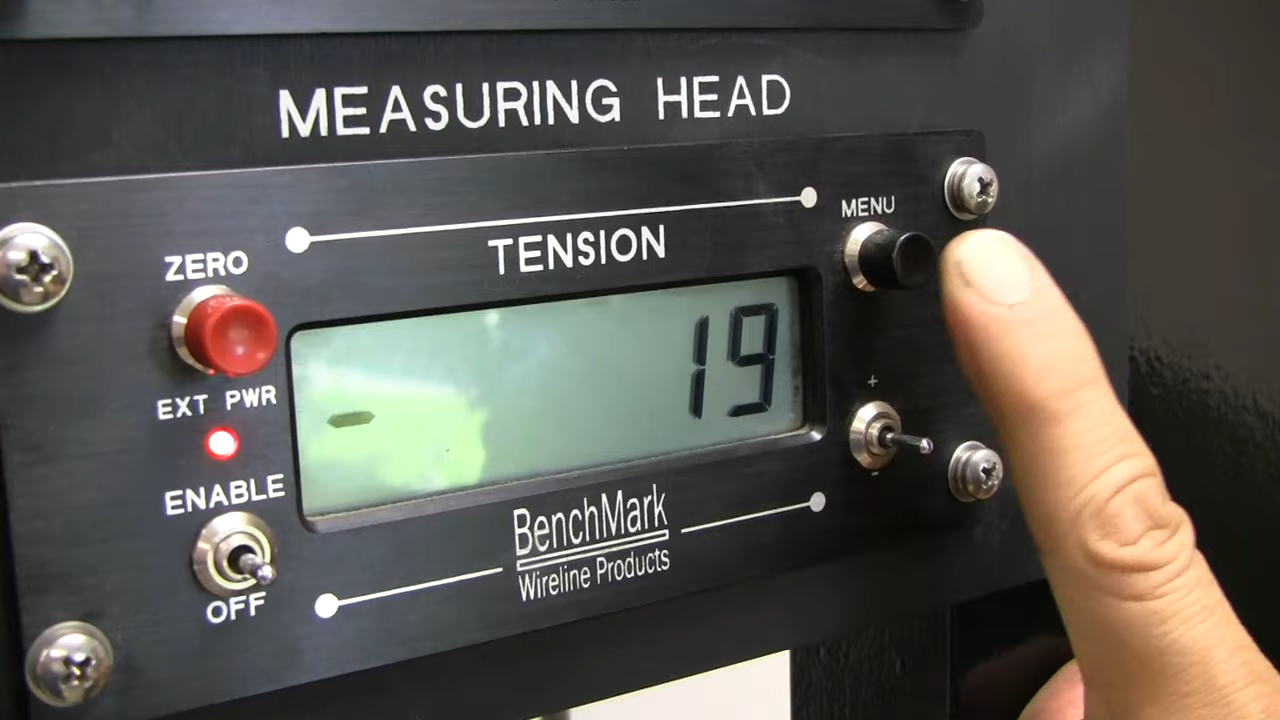 MEASURING HEAD
TENSION
MENU
ZERO
- 19
EXT PWR
+
-
ENABLE
OFF
BenchMark
Wireline Products